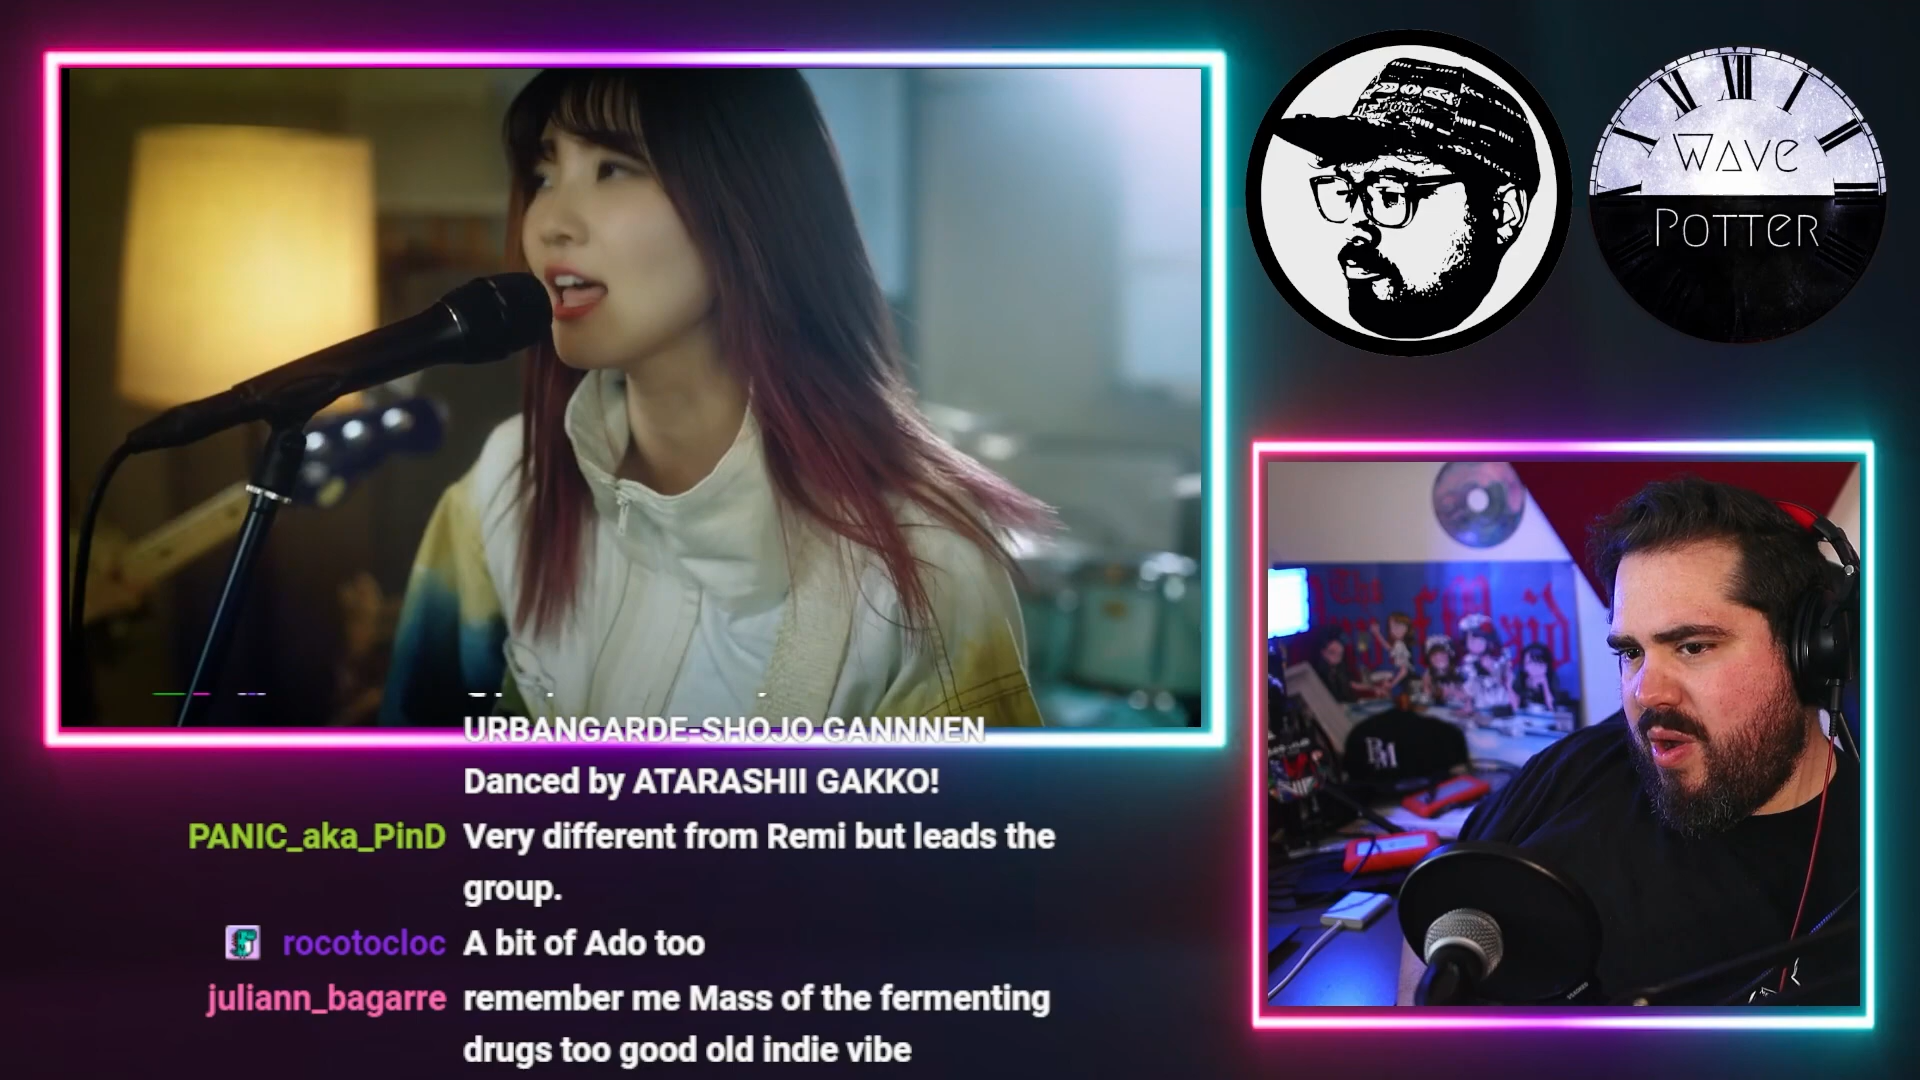 WAVE
POTTER
URBANGARDE-SHOJO GANNNEN
Danced by ATARASHII GAKKO!
PANIC_aka_PinD Very different from Remi but leads the
group.
rocotocloc A bit of Ado too
juliann_bagarre remember me Mass of the fermenting
drugs too good old indie vibe